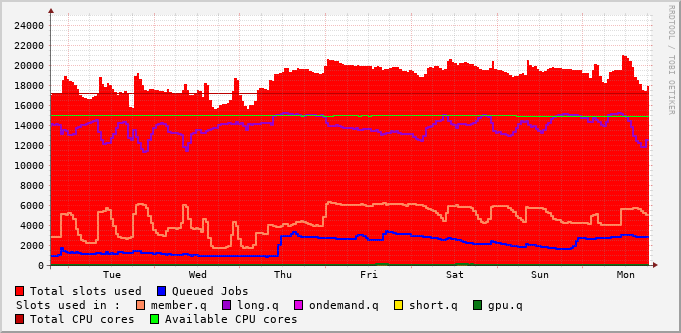 24000
22000
20000
18000
16000
14000
12000
10000
8000
6000
4000
2000
0
Tue Wed Thu Fri Sat Sun Mon
Total slots used Queued Jobs
Slots used in : member.q long.q ondemand.q short.q gpu.q
Total CPU cores Available CPU cores
RRDTOOL / TOBI OETIKER